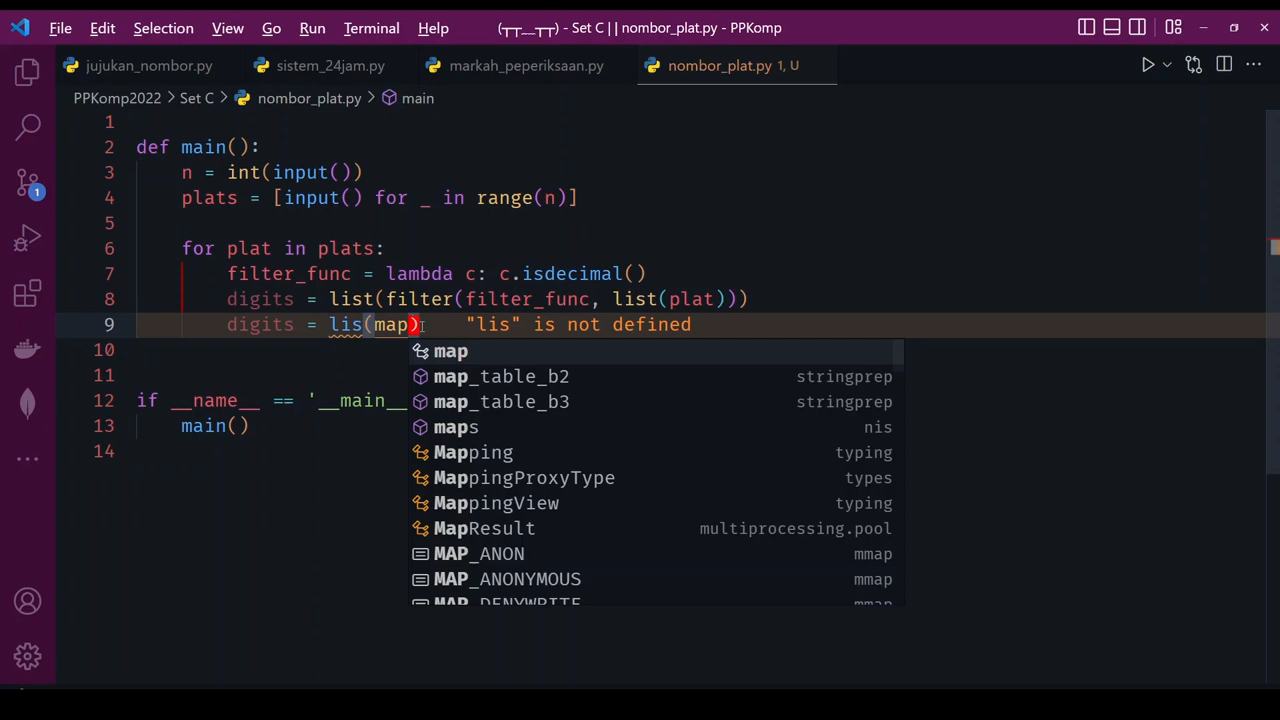 File Edit Selection View Go Run Terminal Help (┬┬﹏┬┬) - Set C || nombor_plat.py - PPKomp
jujukan_nombor.py sistem_24jam.py markah_peperiksaan.py nombor_plat.py 1, U
PPKomp2022 > Set C > nombor_plat.py > main
1
2 def main():
3 n = int(input())
4 plats = [input() for _ in range(n)]
5
6 for plat in plats:
7 filter_func = lambda c: c.isdecimal()
8 digits = list(filter(filter_func, list(plat)))
9 digits = lis(map) "lis" is not defined
10 map
map_table_b2 stringprep
11 map_table_b3 stringprep
12 if __name__ == '__main__ maps nis
13 main() Mapping typing
14 MappingProxyType types
MappingView typing
MapResult multiprocessing.pool
MAP_ANON mmap
MAP_ANONYMOUS mmap
MAP_DENYWRITE mmap
1